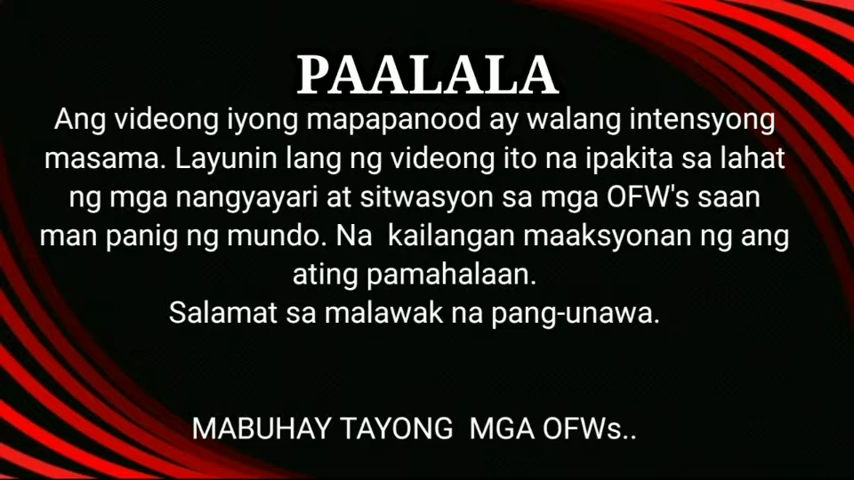 PAALALA
Ang videong iyong mapapanood ay walang intensyong
masama. Layunin lang ng videong ito na ipakita sa lahat
ng mga nangyayari at sitwasyon sa mga OFW's saan
man panig ng mundo. Na  kailangan maaksyonan ng ang
ating pamahalaan.
Salamat sa malawak na pang-unawa.
MABUHAY TAYONG  MGA OFWs..